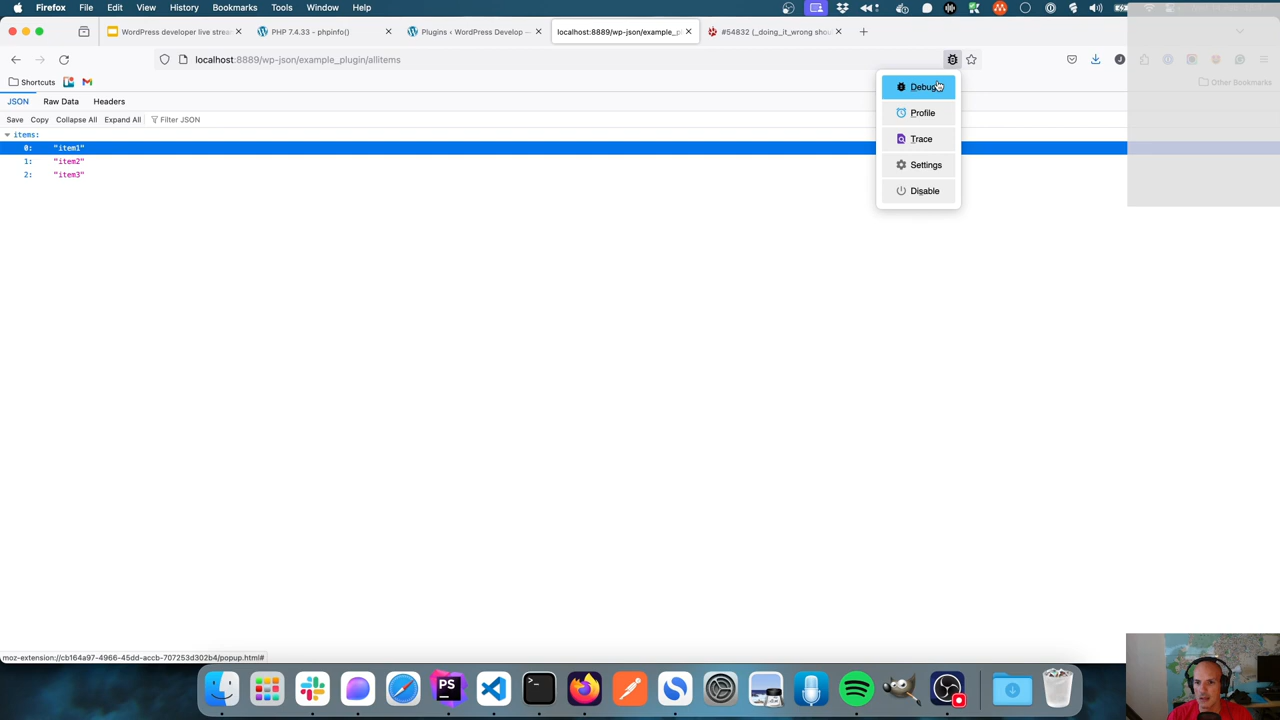 Firefox File Edit View History Bookmarks Tools Window Help
WordPress developer live strea
PHP 7.4.33 - phpinfo()
Plugins ‹ WordPress Develop —
localhost:8889/wp-json/example_p
#54832 (_doing_it_wrong shou
localhost:8889/wp-json/example_plugin/allitems
Shortcuts
Other Bookmarks
JSON Raw Data Headers
Save Copy Collapse All Expand All Filter JSON
items:
0: "item1"
1: "item2"
2: "item3"
Debug
Profile
Trace
Settings
Disable
moz-extension://cb164a97-4966-45dd-accb-707253d302b4/popup.html#
PS